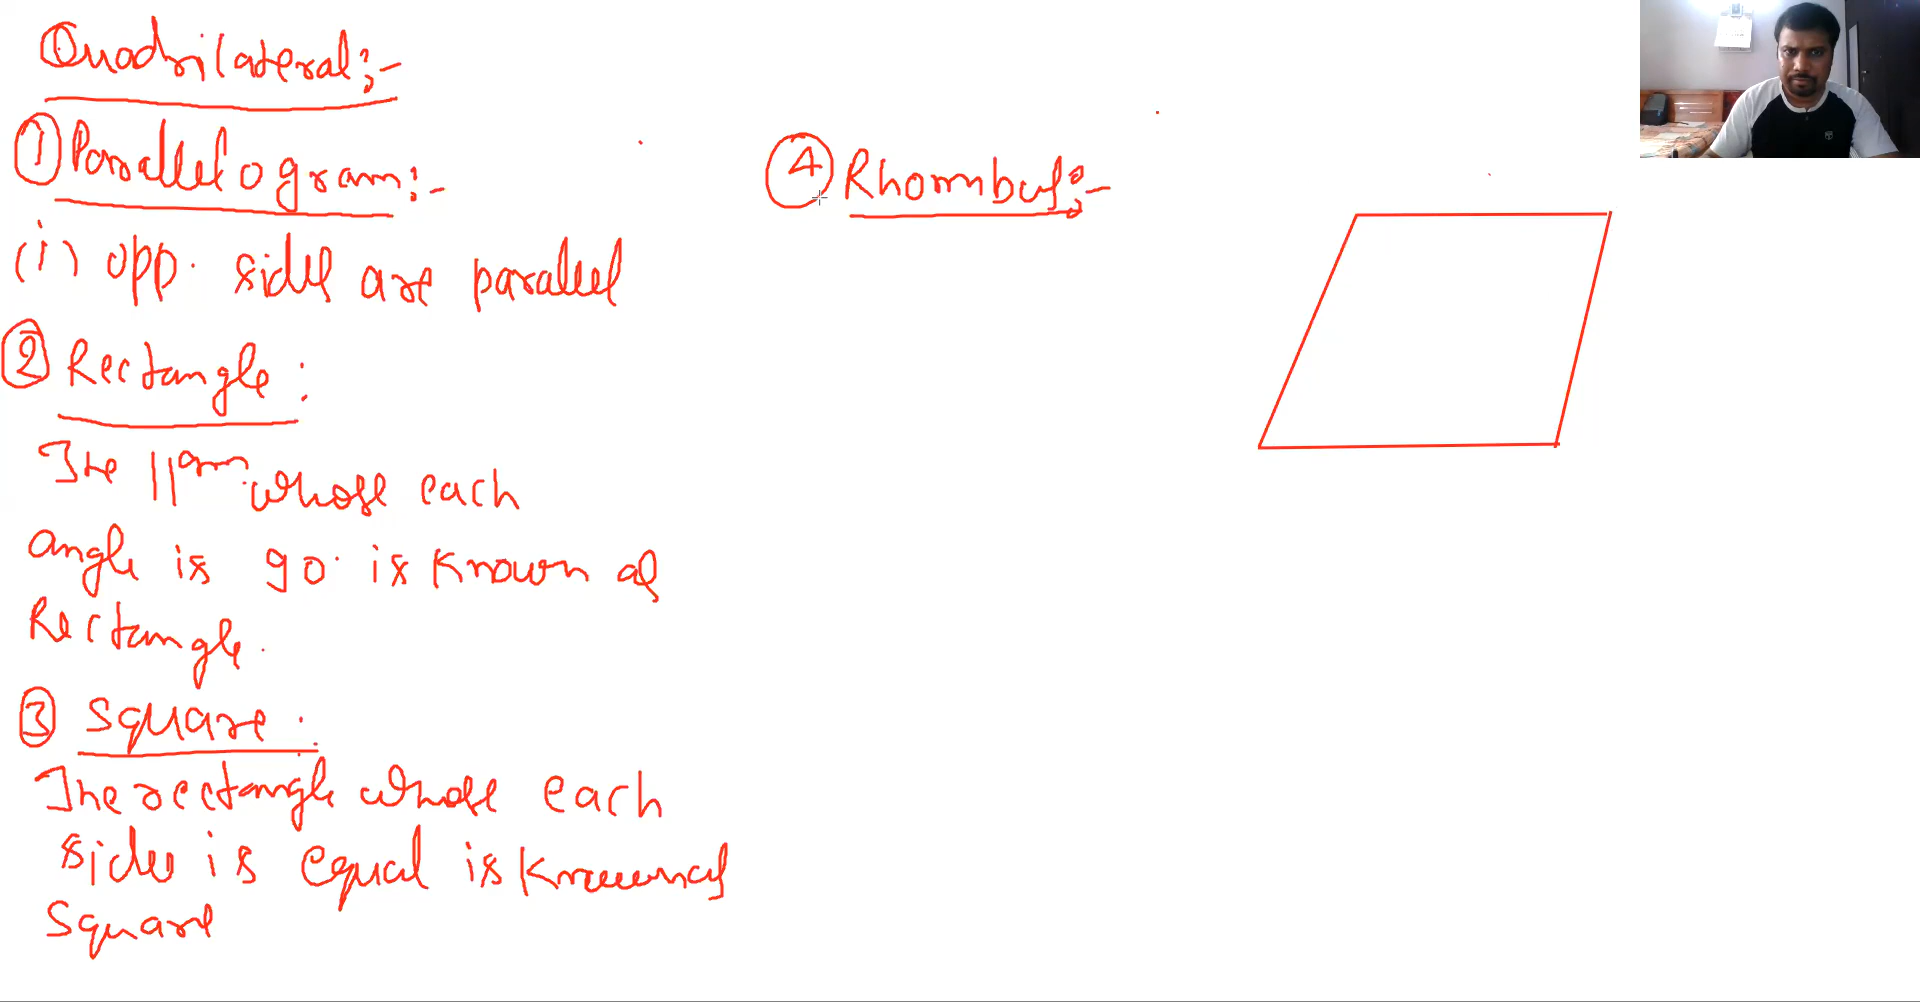 Quadrilateral:-
① Parallelogram:-
(i) opp. sides are parallel
② Rectangle:
The ||gm whose each
angle is 90° is known as
Rectangle.
③ Square:
The rectangle whose each
sides is equal is known as
Square
④ Rhombus:-